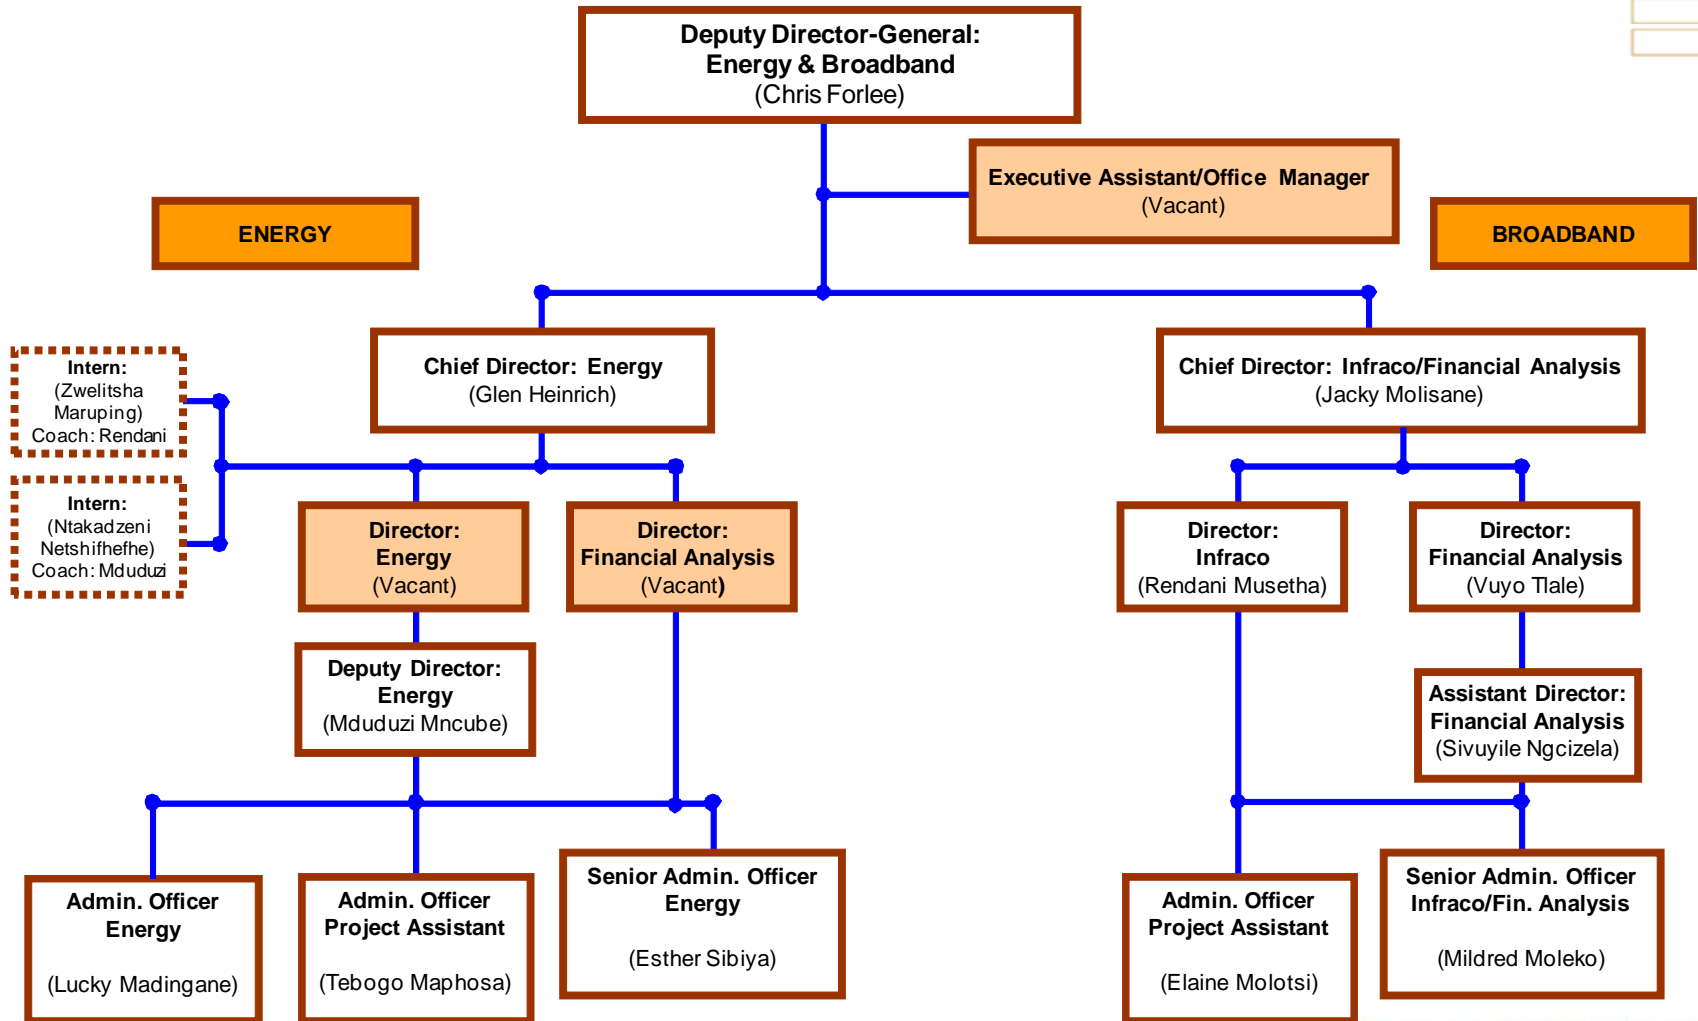 Deputy Director-General:
Energy & Broadband
(Chris Forlee)
Executive Assistant/Office Manager
(Vacant)
ENERGY
BROADBAND
Intern:
(Zwelitsha
Maruping)
Coach: Rendani
Chief Director: Energy
(Glen Heinrich)
Chief Director: Infraco/Financial Analysis
(Jacky Molisane)
Intern:
(Ntakadzeni
Netshifhefhe)
Coach: Mduduzi
Director:
Energy
(Vacant)
Director:
Financial Analysis
(Vacant)
Director:
Infraco
(Rendani Musetha)
Director:
Financial Analysis
(Vuyo Tlale)
Deputy Director:
Energy
(Mduduzi Mncube)
Assistant Director:
Financial Analysis
(Sivuyile Ngcizela)
Admin. Officer
Energy
(Lucky Madingane)
Admin. Officer
Project Assistant
(Tebogo Maphosa)
Senior Admin. Officer
Energy
(Esther Sibiya)
Admin. Officer
Project Assistant
(Elaine Molotsi)
Senior Admin. Officer
Infraco/Fin. Analysis
(Mildred Moleko)